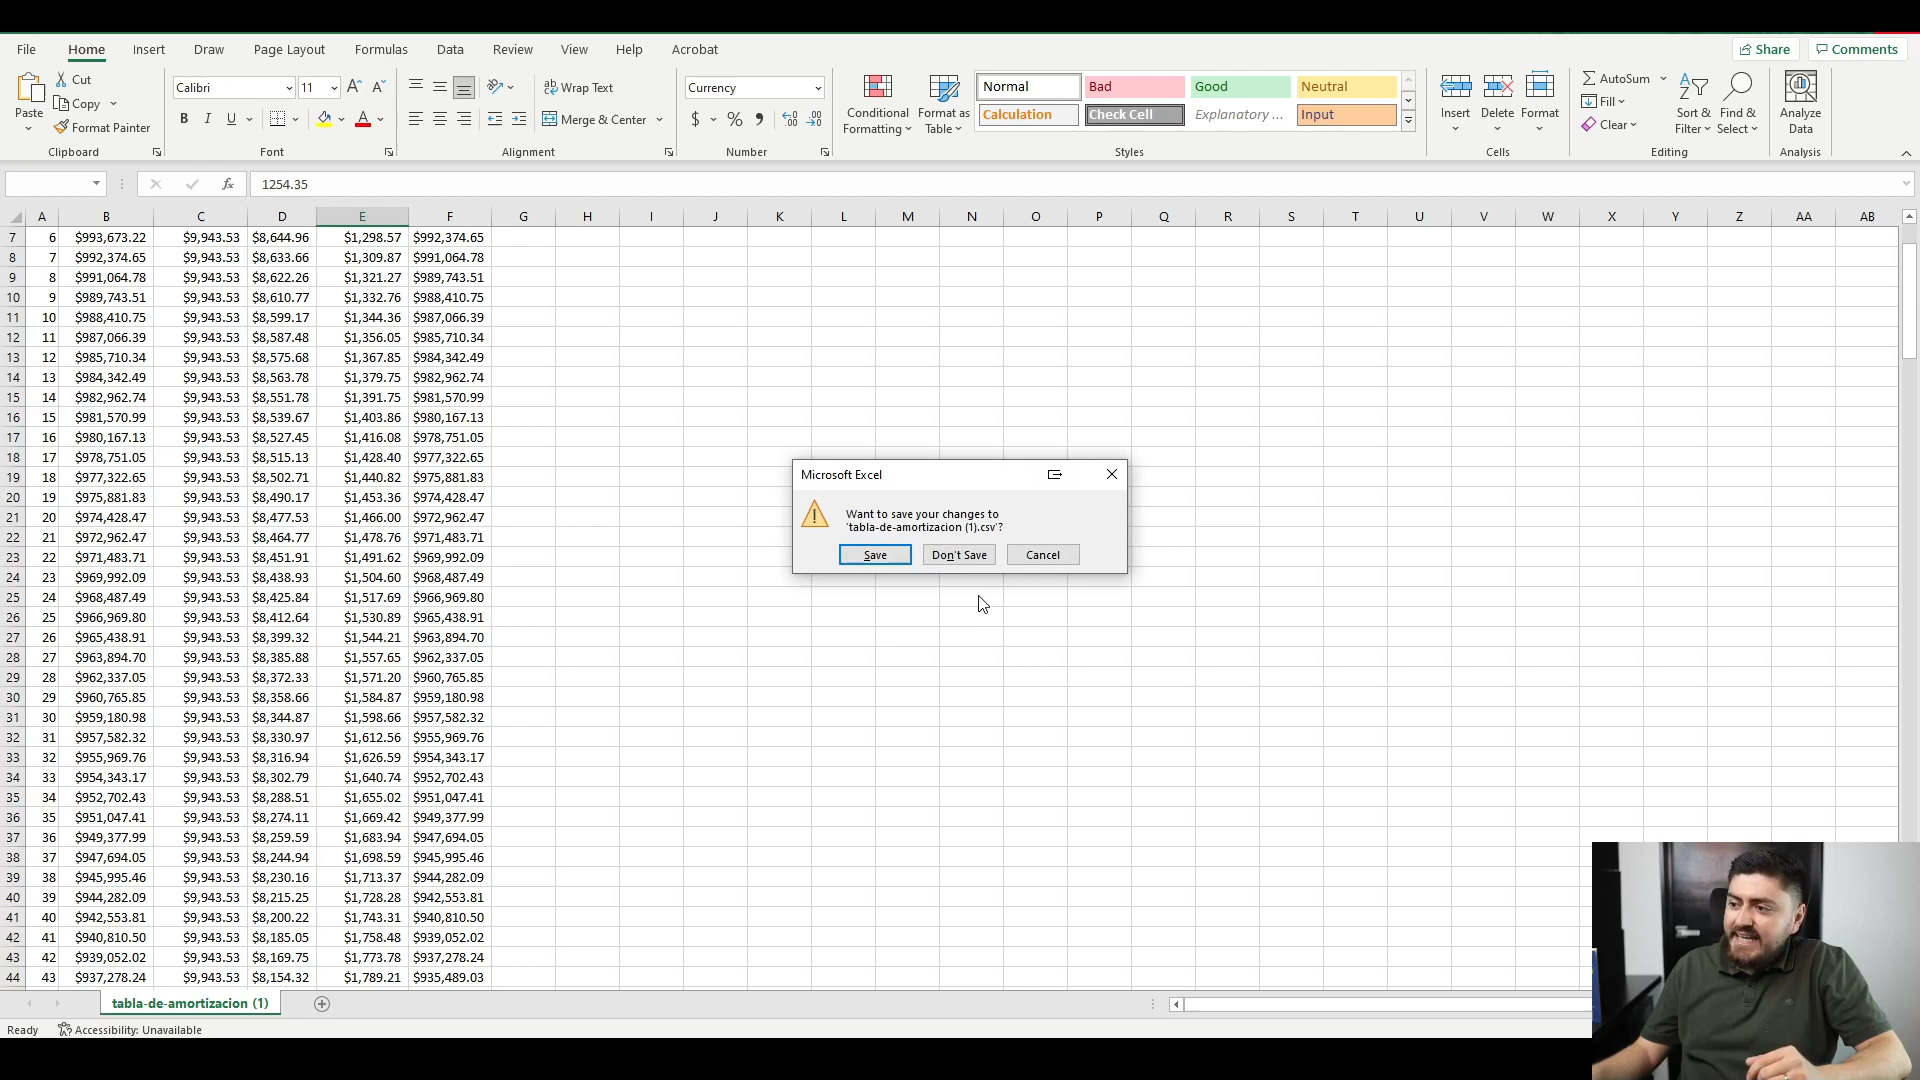 File Home Insert Draw Page Layout Formulas Data Review View Help Acrobat Share Comments
Paste Cut Copy Format Painter Clipboard
Calibri 11 A A B I U A Font
Wrap Text Merge & Center Alignment
Currency $ % 9 Number
Conditional Formatting Format as Table
Normal Bad Good Neutral
Calculation Check Cell Explanatory ... Input
Styles
Insert Delete Format Cells
AutoSum Fill Clear Sort & Filter Find & Select Editing
Analyze Data Analysis
fx 1254.35
A B C D E F G H I J K L M N O P Q R S T U V W X Y Z AA AB
7 6 $993,673.22 $9,943.53 $8,644.96 $1,298.57 $992,374.65
8 7 $992,374.65 $9,943.53 $8,633.66 $1,309.87 $991,064.78
9 8 $991,064.78 $9,943.53 $8,622.26 $1,321.27 $989,743.51
10 9 $989,743.51 $9,943.53 $8,610.77 $1,332.76 $988,410.75
11 10 $988,410.75 $9,943.53 $8,599.17 $1,344.36 $987,066.39
12 11 $987,066.39 $9,943.53 $8,587.48 $1,356.05 $985,710.34
13 12 $985,710.34 $9,943.53 $8,575.68 $1,367.85 $984,342.49
14 13 $984,342.49 $9,943.53 $8,563.78 $1,379.75 $982,962.74
15 14 $982,962.74 $9,943.53 $8,551.78 $1,391.75 $981,570.99
16 15 $981,570.99 $9,943.53 $8,539.67 $1,403.86 $980,167.13
17 16 $980,167.13 $9,943.53 $8,527.45 $1,416.08 $978,751.05
18 17 $978,751.05 $9,943.53 $8,515.13 $1,428.40 $977,322.65
19 18 $977,322.65 $9,943.53 $8,502.71 $1,440.82 $975,881.83
20 19 $975,881.83 $9,943.53 $8,490.17 $1,453.36 $974,428.47
21 20 $974,428.47 $9,943.53 $8,477.53 $1,466.00 $972,962.47
22 21 $972,962.47 $9,943.53 $8,464.77 $1,478.76 $971,483.71
23 22 $971,483.71 $9,943.53 $8,451.91 $1,491.62 $969,992.09
24 23 $969,992.09 $9,943.53 $8,438.93 $1,504.60 $968,487.49
25 24 $968,487.49 $9,943.53 $8,425.84 $1,517.69 $966,969.80
26 25 $966,969.80 $9,943.53 $8,412.64 $1,530.89 $965,438.91
27 26 $965,438.91 $9,943.53 $8,399.32 $1,544.21 $963,894.70
28 27 $963,894.70 $9,943.53 $8,385.88 $1,557.65 $962,337.05
29 28 $962,337.05 $9,943.53 $8,372.33 $1,571.20 $960,765.85
30 29 $960,765.85 $9,943.53 $8,358.66 $1,584.87 $959,180.98
31 30 $959,180.98 $9,943.53 $8,344.87 $1,598.66 $957,582.32
32 31 $957,582.32 $9,943.53 $8,330.97 $1,612.56 $955,969.76
33 32 $955,969.76 $9,943.53 $8,316.94 $1,626.59 $954,343.17
34 33 $954,343.17 $9,943.53 $8,302.79 $1,640.74 $952,702.43
35 34 $952,702.43 $9,943.53 $8,288.51 $1,655.02 $951,047.41
36 35 $951,047.41 $9,943.53 $8,274.11 $1,669.42 $949,377.99
37 36 $949,377.99 $9,943.53 $8,259.59 $1,683.94 $947,694.05
38 37 $947,694.05 $9,943.53 $8,244.94 $1,698.59 $945,995.46
39 38 $945,995.46 $9,943.53 $8,230.16 $1,713.37 $944,282.09
40 39 $944,282.09 $9,943.53 $8,215.25 $1,728.28 $942,553.81
41 40 $942,553.81 $9,943.53 $8,200.22 $1,743.31 $940,810.50
42 41 $940,810.50 $9,943.53 $8,185.05 $1,758.48 $939,052.02
43 42 $939,052.02 $9,943.53 $8,169.75 $1,773.78 $937,278.24
44 43 $937,278.24 $9,943.53 $8,154.32 $1,789.21 $935,489.03
Microsoft Excel
Want to save your changes to
'tabla-de-amortizacion (1).csv'?
Save Don't Save Cancel
tabla-de-amortizacion (1)
Ready Accessibility: Unavailable